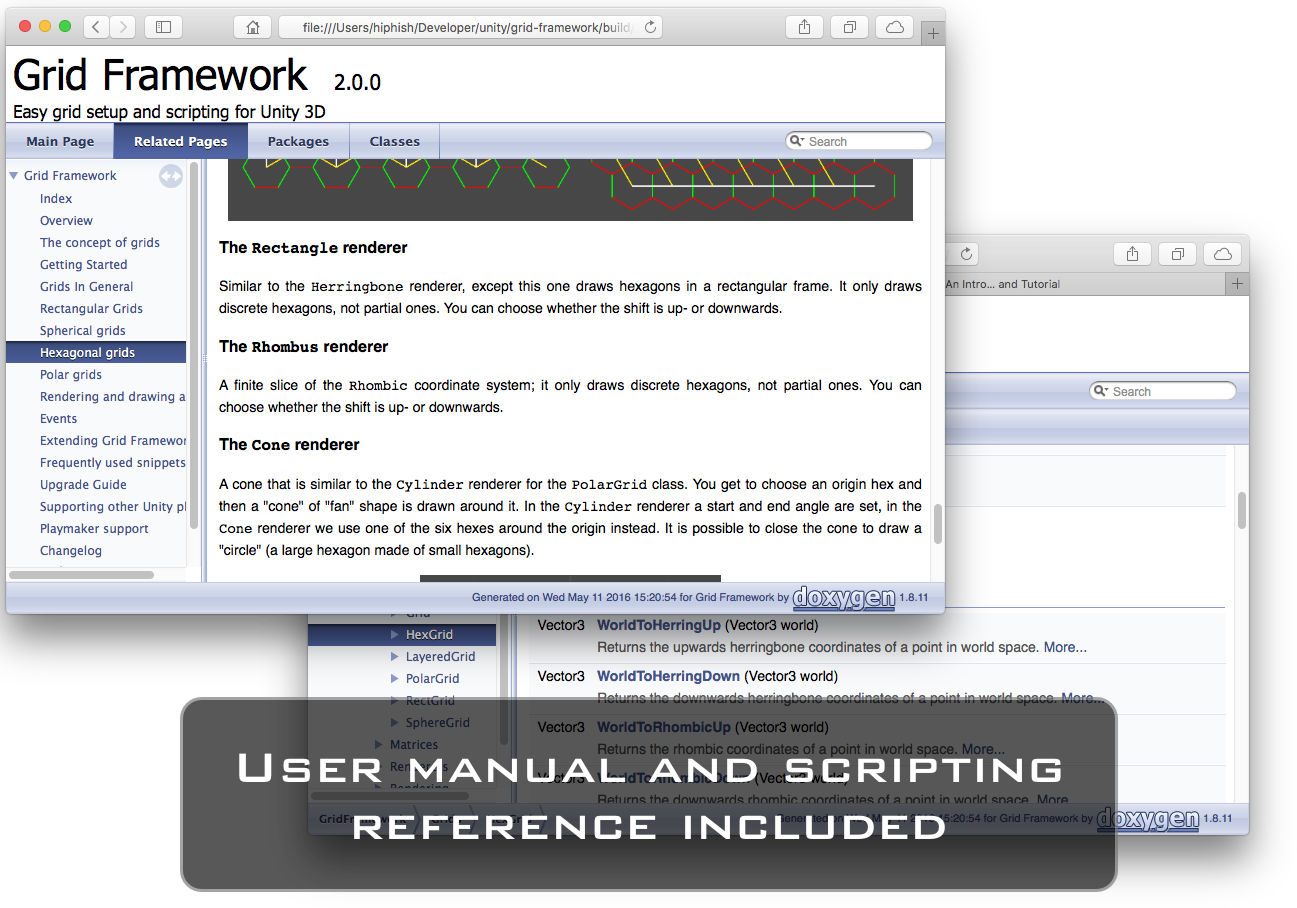 file:///Users/hiphish/Developer/unity/grid-framework/build/
Grid Framework 2.0.0
Easy grid setup and scripting for Unity 3D
Main Page Related Pages Packages Classes Search
Grid Framework
Index
Overview
The concept of grids
Getting Started
Grids In General
Rectangular Grids
Spherical grids
Hexagonal grids
Polar grids
Rendering and drawing a
Events
Extending Grid Framewor
Frequently used snippets
Upgrade Guide
Supporting other Unity pl
Playmaker support
Changelog
The Rectangle renderer
Similar to the Herringbone renderer, except this one draws hexagons in a rectangular frame. It only draws
discrete hexagons, not partial ones. You can choose whether the shift is up- or downwards.
The Rhombus renderer
A finite slice of the Rhombic coordinate system; it only draws discrete hexagons, not partial ones. You can
choose whether the shift is up- or downwards.
The Cone renderer
A cone that is similar to the Cylinder renderer for the PolarGrid class. You get to choose an origin hex and
then a "cone" of "fan" shape is drawn around it. In the Cylinder renderer a start and end angle are set, in the
Cone renderer we use one of the six hexes around the origin instead. It is possible to close the cone to draw a
"circle" (a large hexagon made of small hexagons).
Generated on Wed May 11 2016 15:20:54 for Grid Framework by doxygen 1.8.11
An Intro... and Tutorial
Search
Grid
HexGrid
LayeredGrid
PolarGrid
RectGrid
SphereGrid
Matrices
Rendering
Vector3 WorldToHerringUp (Vector3 world)
Returns the upwards herringbone coordinates of a point in world space. More...
Vector3 WorldToHerringDown (Vector3 world)
Returns the downwards herringbone coordinates of a point in world space. More...
Vector3 WorldToRhombicUp (Vector3 world)
Returns the rhombic coordinates of a point in world space. More...
Vector3 WorldToRhombicDown (Vector3 world)
Returns the downwards rhombic coordinates of a point in world space. More
Generated on Wed May 11 2016 15:20:54 for Grid Framework by doxygen 1.8.11
User manual and scripting
reference included